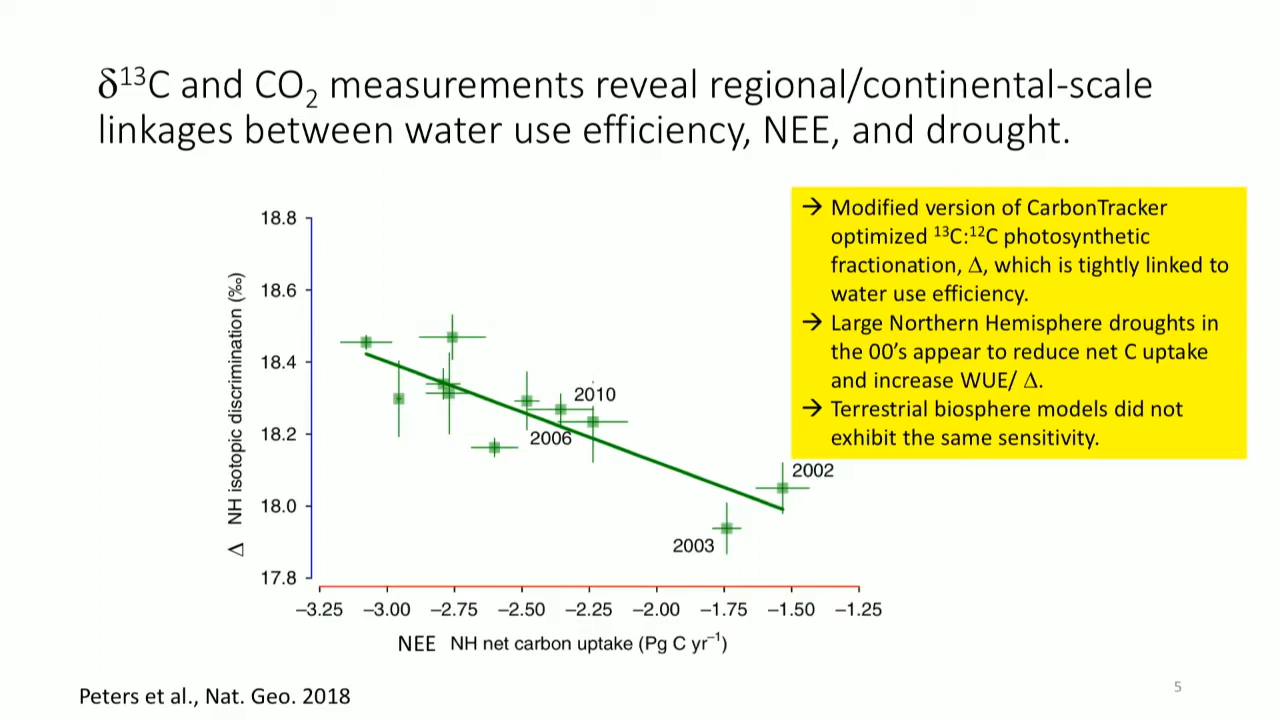 δ¹³C and CO₂ measurements reveal regional/continental-scale
linkages between water use efficiency, NEE, and drought.
→ Modified version of CarbonTracker
optimized ¹³C:¹²C photosynthetic
fractionation, Δ, which is tightly linked to
water use efficiency.
→ Large Northern Hemisphere droughts in
the 00's appear to reduce net C uptake
and increase WUE/ Δ.
→ Terrestrial biosphere models did not
exhibit the same sensitivity.
Δ NH isotopic discrimination (‰)
18.8
18.6
18.4
18.2
18.0
17.8
2010
2006
2002
2003
−3.25 −3.00 −2.75 −2.50 −2.25 −2.00 −1.75 −1.50 −1.25
NEE NH net carbon uptake (Pg C yr⁻¹)
Peters et al., Nat. Geo. 2018
5